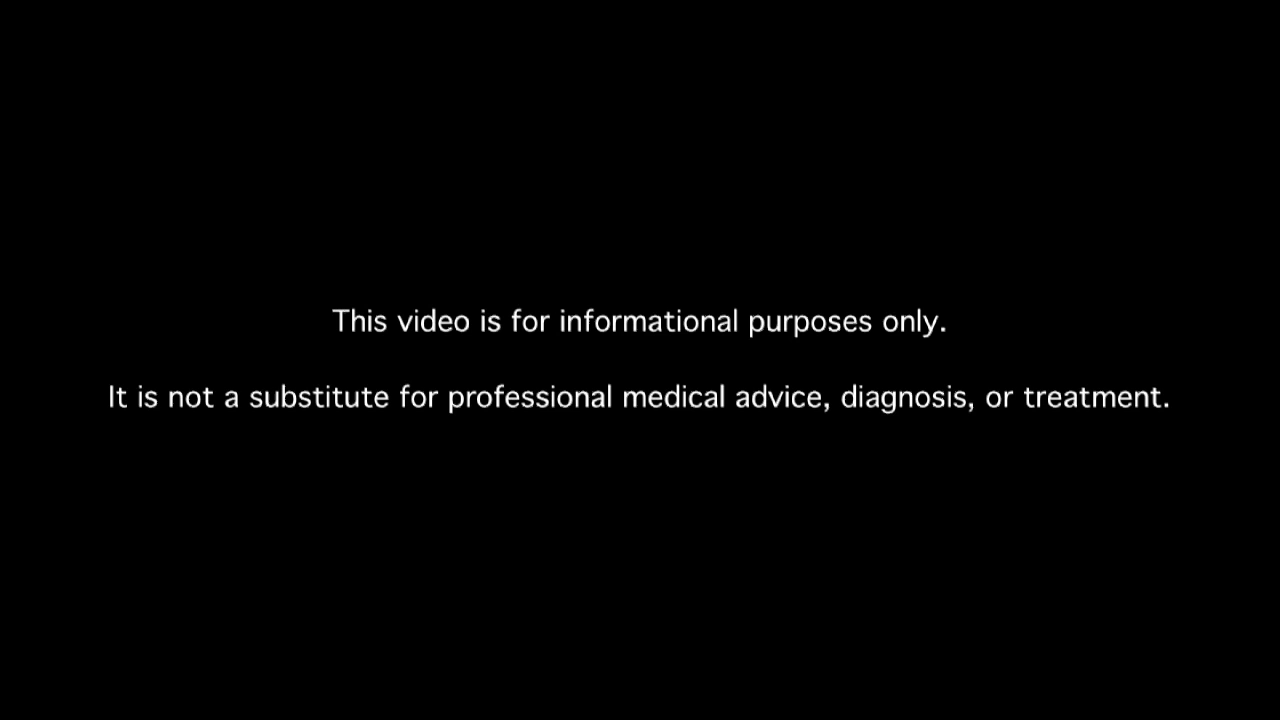 This video is for informational purposes only.
It is not a substitute for professional medical advice, diagnosis, or treatment.